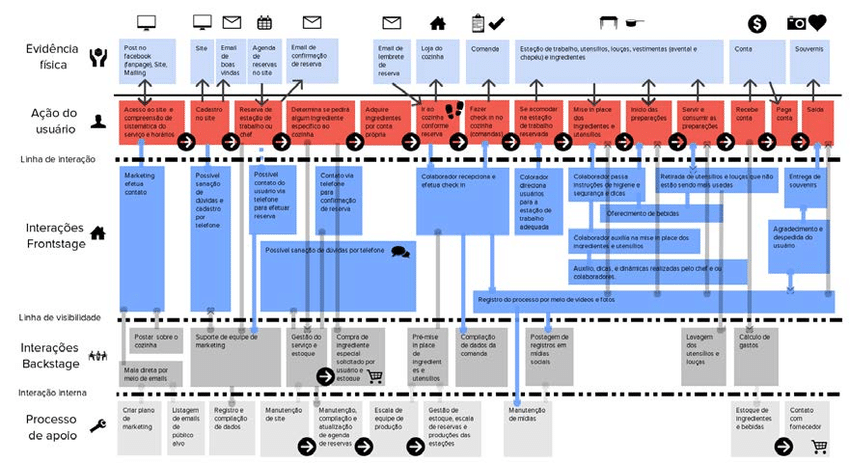 Evidência
física
Post no
facebook
(fanpage), Site,
Mailing
Site
Email
de
boas
vindas
Agenda
de
reservas
no site
Email de
confirmação
de reserva
Email de
lembrete
de
reserva
Loja do
cozinha
Comanda
Estação de trabalho, utensílios, louças, vestimentas (avental e
chapéu) e ingredientes
Conta
Souvenis
Ação do
usuário
Acesso ao site e
compreensão de
sistemática do
serviço e horários
Cadastro
no site
Reserva de
estação de
trabalho ou
chef
Determina se pedirá
algum ingrediente
específico ao
cozinha
Adquire
ingredientes
por conta
própria
Ir ao
cozinha
conforme
reserva
Fazer
check in no
cozinha
(comandas)
Se acomodar
na estação
de trabalho
reservada
Mise in place
dos
ingredientes e
utensílios
Início das
preparações
Servir e
consumir as
preparações
Recebe
conta
Paga
conta
Saída
Linha de interação
Interações
Frontstage
Marketing
efetua
contato
Possível
sanação
de
dúvidas e
cadastro
por
telefone
Possível
contato do
usuário via
telefone
para efetuar
reserva
Contato via
telefone
para
confirmação
de reserva
Possível sanação de dúvidas por telefone
Colaborador recepciona e
efetua check in
Colorador
direciona
usuários
para a
estação de
trabalho
adequada
Colaborador passa
instruções de higiene e
segurança e dicas
Retirada de utensílios e louças que não
estão sendo mais usadas
Oferecimento de bebidas
Colaborador auxilia na mise in place dos
ingredientes e utensílios
Auxílio, dicas, e dinâmicas realizadas pelo chef e ou
colaboradores.
Entrega de
souvenirs
Agradecimento e
despedida do
usuário
Registro do processo por meio de vídeos e fotos
Linha de visibilidade
Interações
Backstage
Postar sobre o
cozinha
Mala direta por
meio de emails
Suporte de equipe de
marketing
Gestão do
serviço e
estoque
Compra de
ingrediente
especial
solicitado por
usuário e
estoque
Pré-mise
in place
de
ingredient
es e
utensílios
Compilação
de dados da
comanda
Postagem de
registros em
mídias
sociais
Lavagem
dos
utensílios e
louças
Cálculo de
gastos
Interação interna
Processo
de apoio
Criar plano
de
marketing
Listagem
de emails
de
público
alvo
Registro e
compilação
de dados
Manutenção
de site
Manutenção,
compilação e
atualização
de agenda
de reservas
Escala de
equipe de
produção
Gestão de
estoque, escala
de reservas e
produções das
estações
Manutenção
de mídias
Estoque de
ingredientes
e bebidas
Contato
com
fornecedor